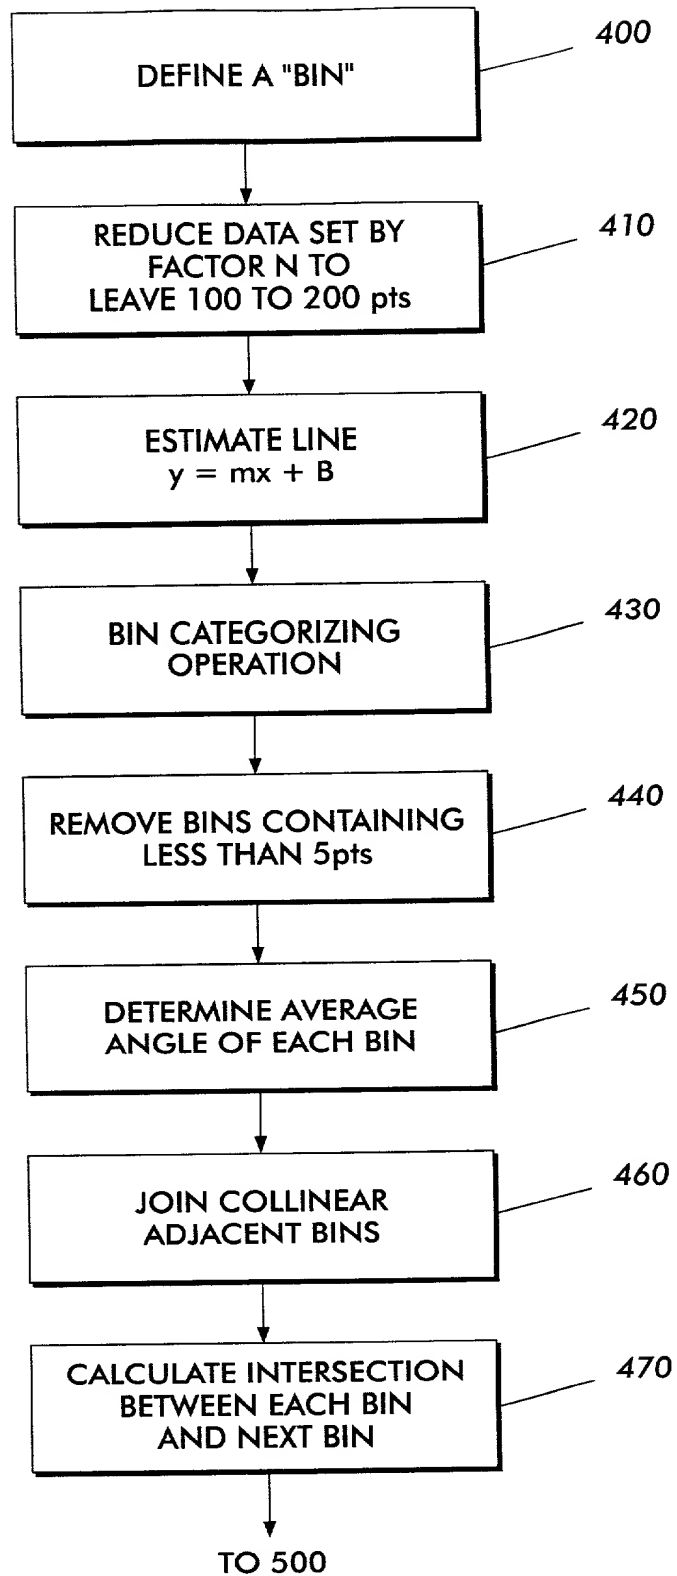 400
DEFINE A "BIN"
410
REDUCE DATA SET BY
FACTOR N TO
LEAVE 100 TO 200 pts
420
ESTIMATE LINE
y = mx + B
430
BIN CATEGORIZING
OPERATION
440
REMOVE BINS CONTAINING
LESS THAN 5pts
450
DETERMINE AVERAGE
ANGLE OF EACH BIN
460
JOIN COLLINEAR
ADJACENT BINS
470
CALCULATE INTERSECTION
BETWEEN EACH BIN
AND NEXT BIN
TO 500